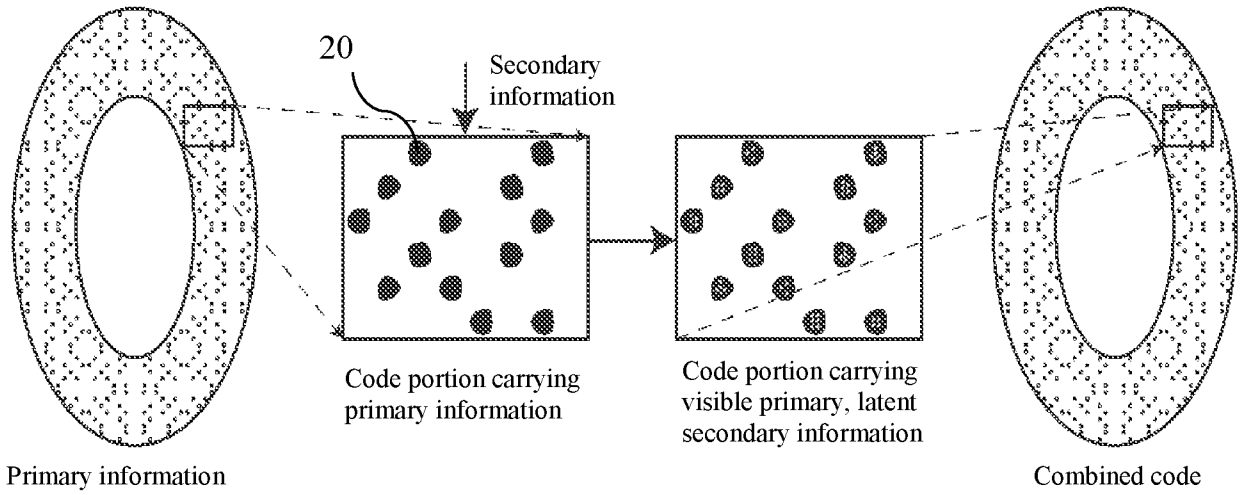 20
Secondary
information
Code portion carrying
primary information
Code portion carrying
visible primary, latent
secondary information
Primary information
Combined code